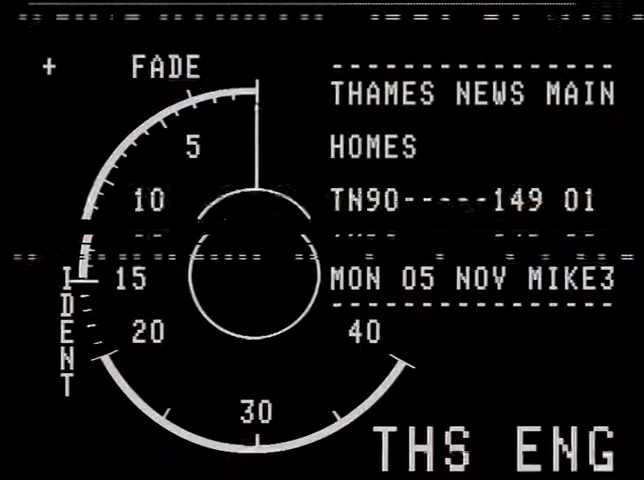 + FADE
THAMES NEWS MAIN
5
HOMES
10
TN90-----149 01
15
MON 05 NOV MIKE3
IDENT
20
40
30
THS ENG